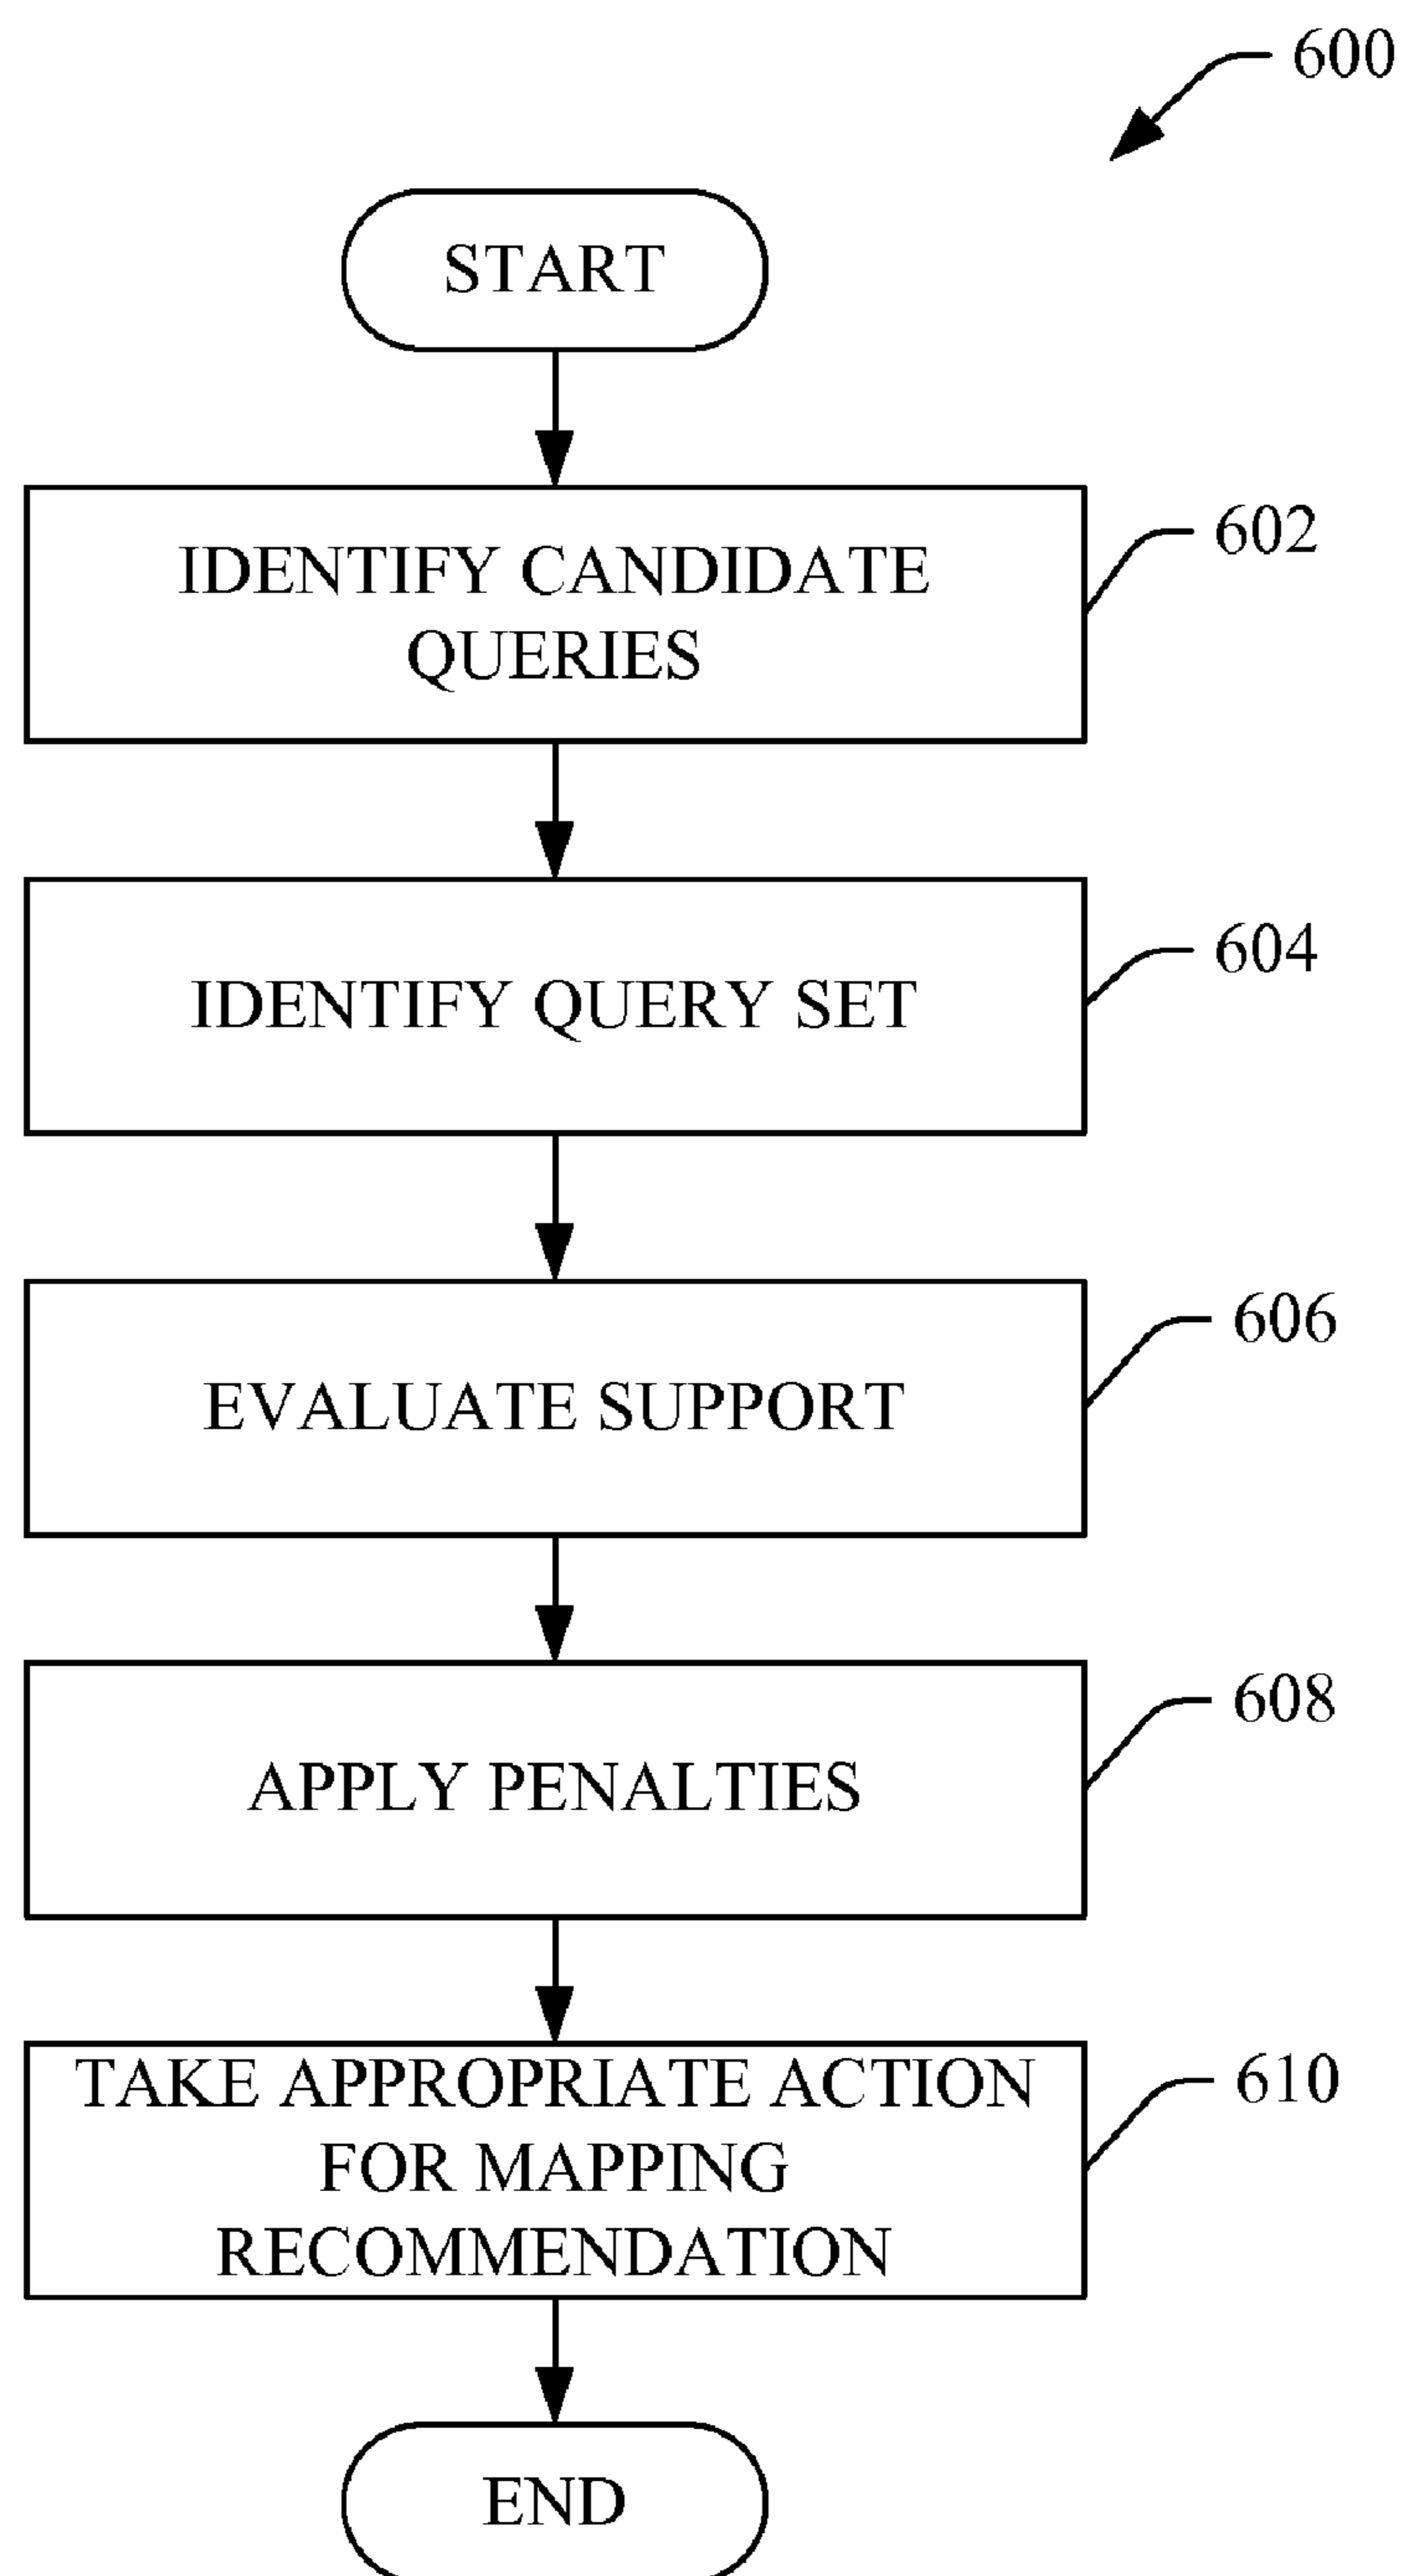 600
START
IDENTIFY CANDIDATE
QUERIES
602
IDENTIFY QUERY SET
604
EVALUATE SUPPORT
606
APPLY PENALTIES
608
TAKE APPROPRIATE ACTION
FOR MAPPING
RECOMMENDATION
610
END